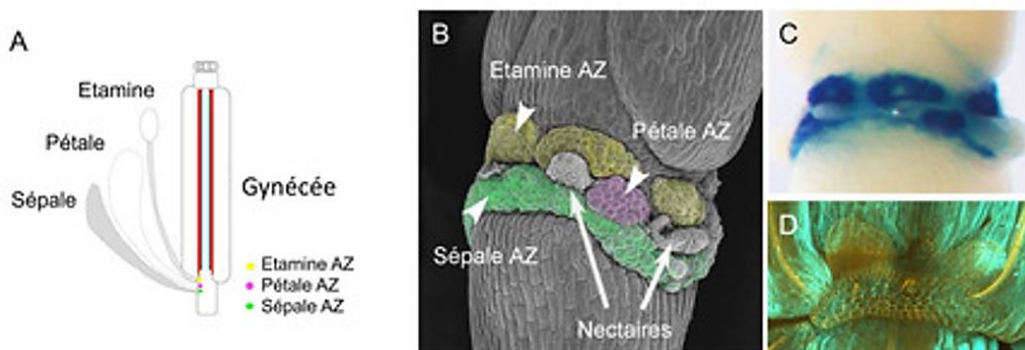 A
Etamine
Pétale
Sépale
Gynécée
Etamine AZ
Pétale AZ
Sépale AZ
B
Etamine AZ
Pétale AZ
Sépale AZ
Nectaires
C
D